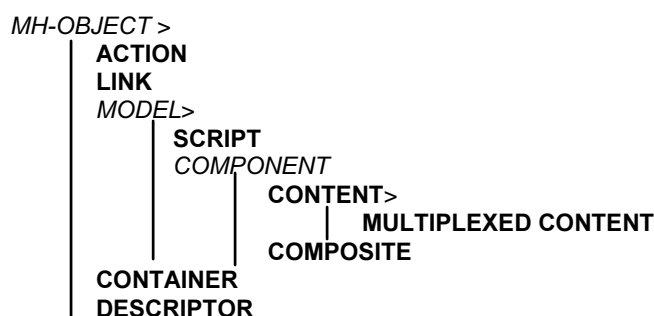 MH-OBJECT >
ACTION
LINK
MODEL>
SCRIPT
COMPONENT
CONTENT>
MULTIPLEXED CONTENT
COMPOSITE
CONTAINER
DESCRIPTOR